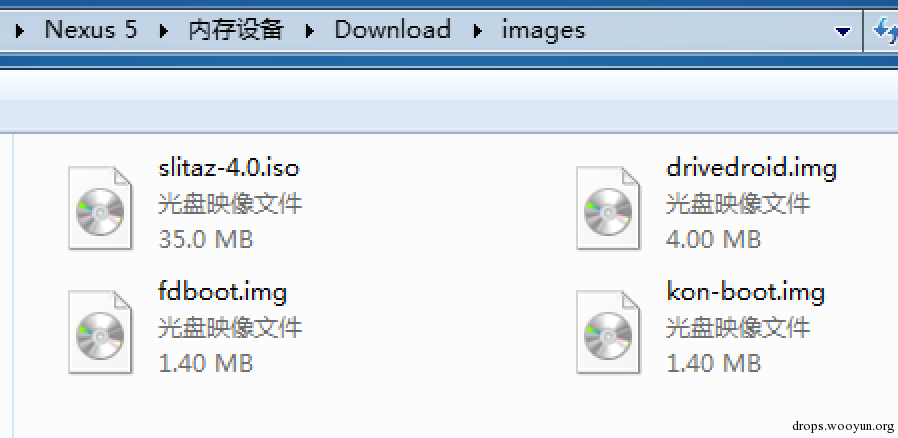 Nexus 5 内存设备 Download images
slitaz-4.0.iso
光盘映像文件
35.0 MB
drivedroid.img
光盘映像文件
4.00 MB
fdboot.img
光盘映像文件
1.40 MB
kon-boot.img
光盘映像文件
1.40 MB
drops.wooyun.org